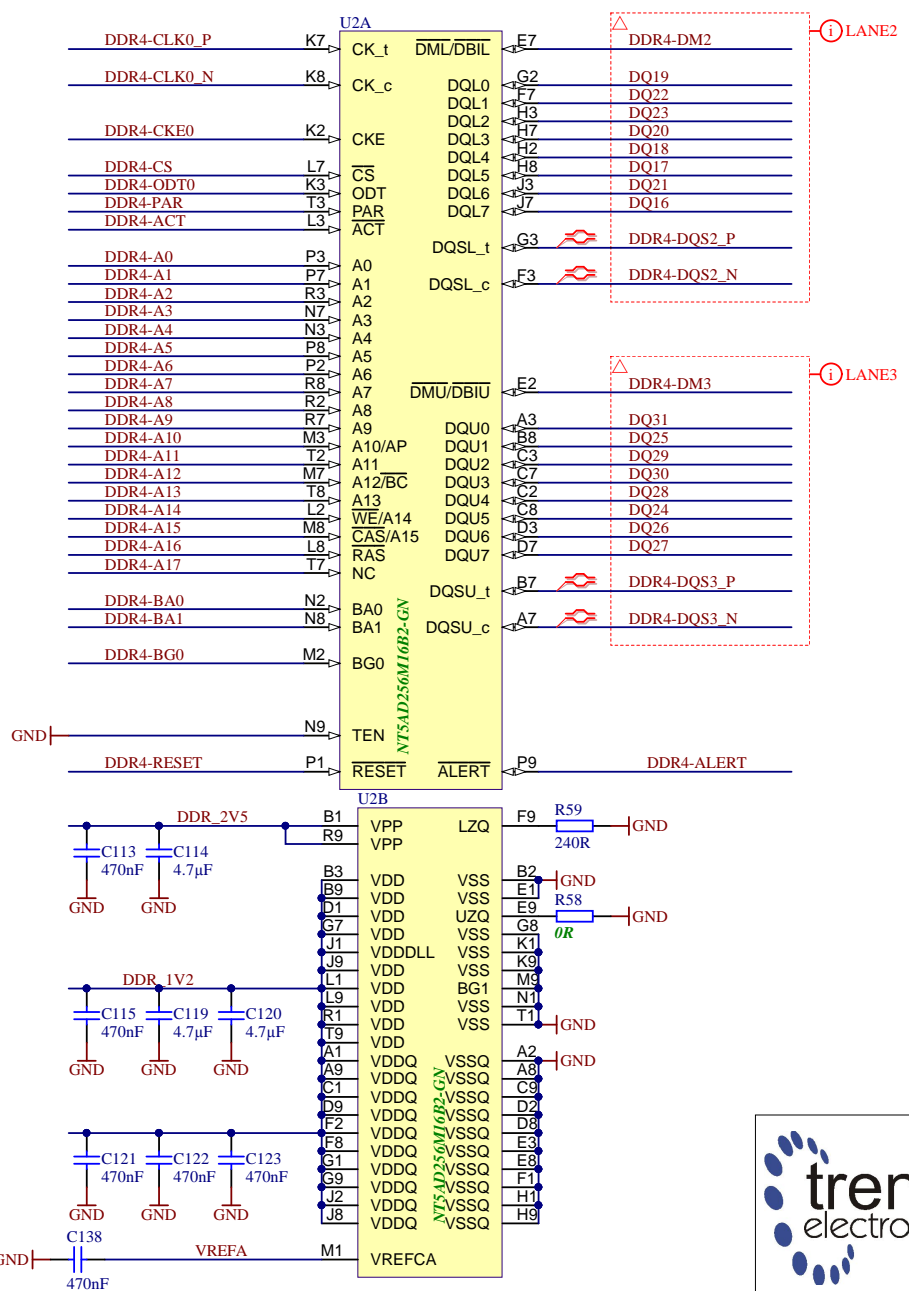 U2A
DDR4-CLK0_P K7 CK_t DML/DBIL E7 DDR4-DM2
LANE2
DDR4-CLK0_N K8 CK_c DQL0 G2 DQ19
DQL1 F7 DQ22
DQL2 H3 DQ23
DDR4-CKE0 K2 CKE DQL3 H7 DQ20
DQL4 H2 DQ18
DDR4-CS L7 CS DQL5 H8 DQ17
DDR4-ODT0 K3 ODT DQL6 J3 DQ21
DDR4-PAR T3 PAR DQL7 J7 DQ16
DDR4-ACT L3 ACT
DQSL_t G3 DDR4-DQS2_P
DDR4-A0 P3 A0
DDR4-A1 P7 A1 DQSL_c F3 DDR4-DQS2_N
DDR4-A2 R3 A2
DDR4-A3 N7 A3
DDR4-A4 N3 A4
DDR4-A5 P8 A5
DDR4-A6 P2 A6
LANE3
DDR4-A7 R8 A7 DMU/DBIU E2 DDR4-DM3
DDR4-A8 R2 A8
DDR4-A9 R7 A9 DQU0 A3 DQ31
DDR4-A10 M3 A10/AP DQU1 B8 DQ25
DDR4-A11 T2 A11 DQU2 C3 DQ29
DDR4-A12 M7 A12/BC DQU3 C7 DQ30
DDR4-A13 T8 A13 DQU4 C2 DQ28
DDR4-A14 L2 WE/A14 DQU5 C8 DQ24
DDR4-A15 M8 CAS/A15 DQU6 D3 DQ26
DDR4-A16 L8 RAS DQU7 D7 DQ27
DDR4-A17 T7 NC
DQSU_t B7 DDR4-DQS3_P
DDR4-BA0 N2 BA0
DDR4-BA1 N8 BA1 DQSU_c A7 DDR4-DQS3_N
DDR4-BG0 M2 BG0
NT5AD256M16B2-GN
GND N9 TEN
DDR4-RESET P1 RESET ALERT P9 DDR4-ALERT
U2B
DDR_2V5 B1 VPP LZQ F9 R59 240R GND
R9 VPP
C113 470nF GND
C114 4.7µF GND
B3 VDD VSS B2 GND
B9 VDD VSS E1
D1 VDD UZQ E9 R58 0R GND
G7 VDD VSS G8
J1 VDDDLL VSS K1
J9 VDD VSS K9
DDR_1V2 L1 VDD BG1 M9
L9 VDD VSS N1
R1 VDD VSS T1 GND
T9 VDD
C115 470nF GND
C119 4.7µF GND
C120 4.7µF GND
A1 VDDQ VSSQ A2 GND
A9 VDDQ VSSQ A8
C1 VDDQ VSSQ C9
D9 VDDQ VSSQ D2
F2 VDDQ VSSQ D8
F8 VDDQ VSSQ E3
G1 VDDQ VSSQ E8
G9 VDDQ VSSQ F1
J2 VDDQ VSSQ H1
J8 VDDQ VSSQ H9
C121 470nF GND
C122 470nF GND
C123 470nF GND
NT5AD256M16B2-GN
GND C138 470nF VREFA M1 VREFCA
tren
electro